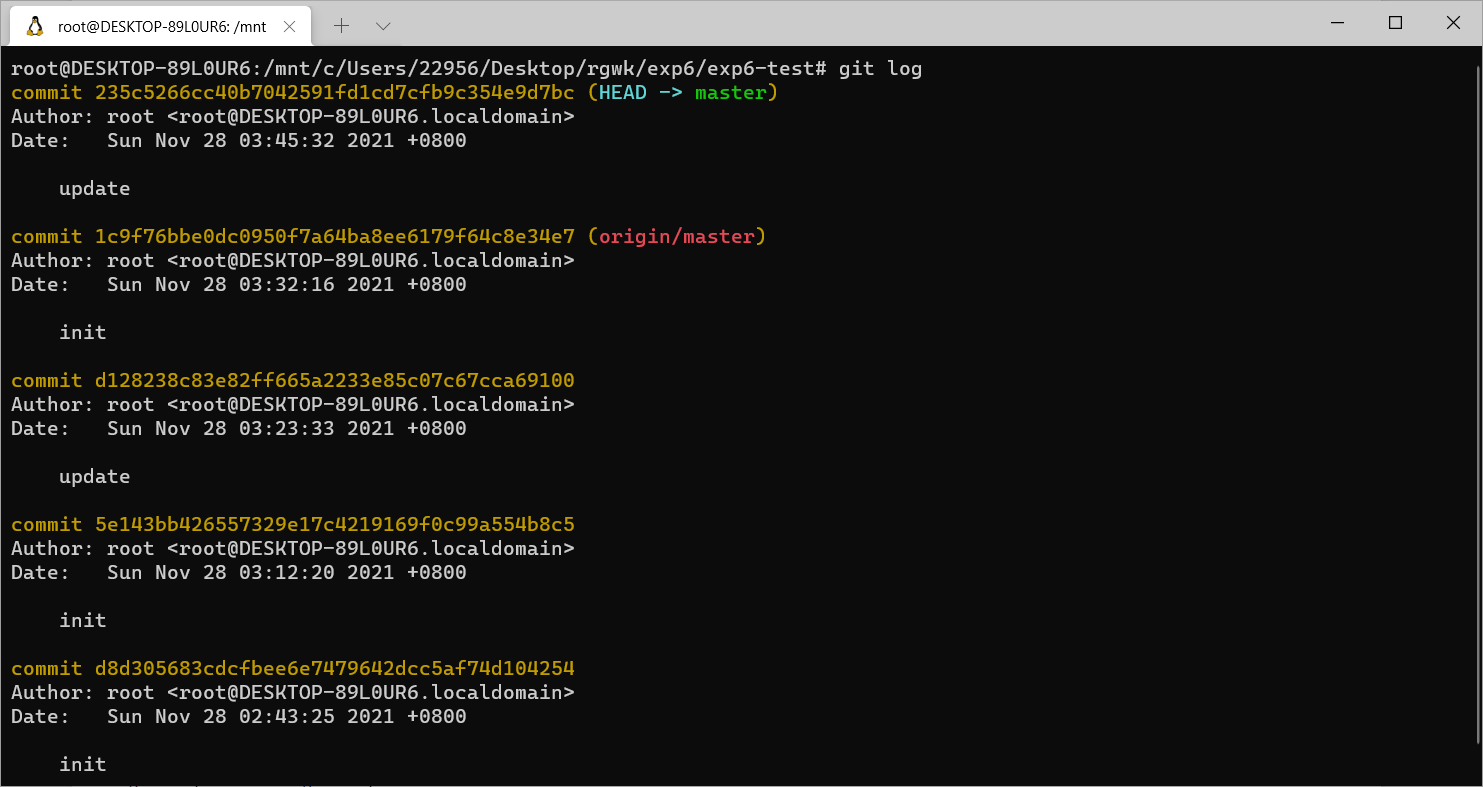 root@DESKTOP-89L0UR6: /mnt
root@DESKTOP-89L0UR6:/mnt/c/Users/22956/Desktop/rgwk/exp6/exp6-test# git log
commit 235c5266cc40b7042591fd1cd7cfb9c354e9d7bc (HEAD -> master)
Author: root <root@DESKTOP-89L0UR6.localdomain>
Date:   Sun Nov 28 03:45:32 2021 +0800
    update
commit 1c9f76bbe0dc0950f7a64ba8ee6179f64c8e34e7 (origin/master)
Author: root <root@DESKTOP-89L0UR6.localdomain>
Date:   Sun Nov 28 03:32:16 2021 +0800
    init
commit d128238c83e82ff665a2233e85c07c67cca69100
Author: root <root@DESKTOP-89L0UR6.localdomain>
Date:   Sun Nov 28 03:23:33 2021 +0800
    update
commit 5e143bb426557329e17c4219169f0c99a554b8c5
Author: root <root@DESKTOP-89L0UR6.localdomain>
Date:   Sun Nov 28 03:12:20 2021 +0800
    init
commit d8d305683cdcfbee6e7479642dcc5af74d104254
Author: root <root@DESKTOP-89L0UR6.localdomain>
Date:   Sun Nov 28 02:43:25 2021 +0800
    init